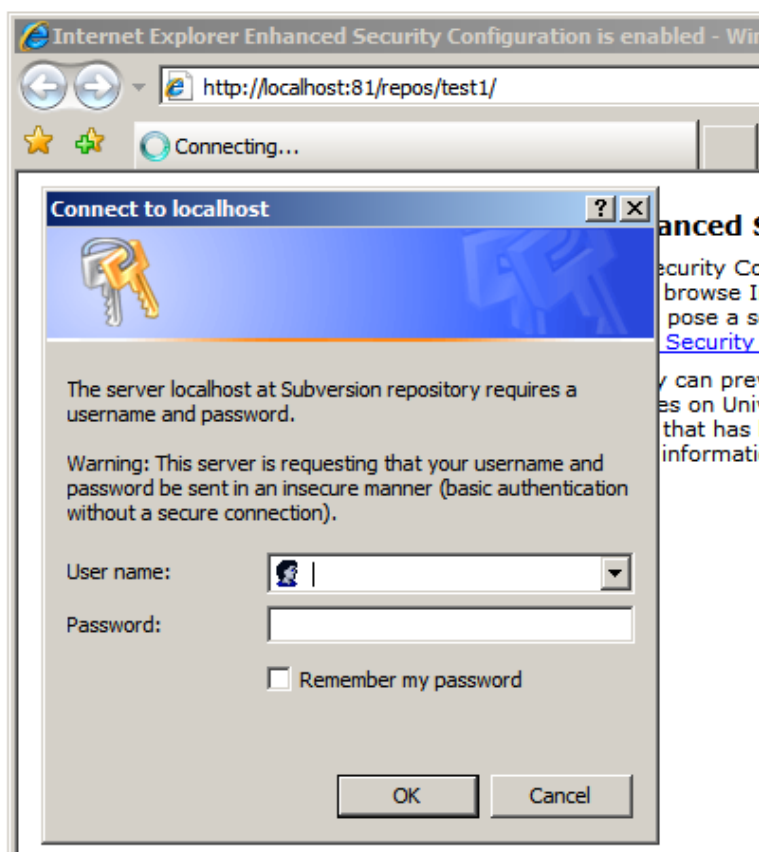 Internet Explorer Enhanced Security Configuration is enabled - Wi
http://localhost:81/repos/test1/
Connecting...
Connect to localhost
anced S
ecurity Co
browse I
pose a s
Security
y can prev
es on Univ
that has
informati
The server localhost at Subversion repository requires a
username and password.
Warning: This server is requesting that your username and
password be sent in an insecure manner (basic authentication
without a secure connection).
User name:
Password:
Remember my password
OK
Cancel